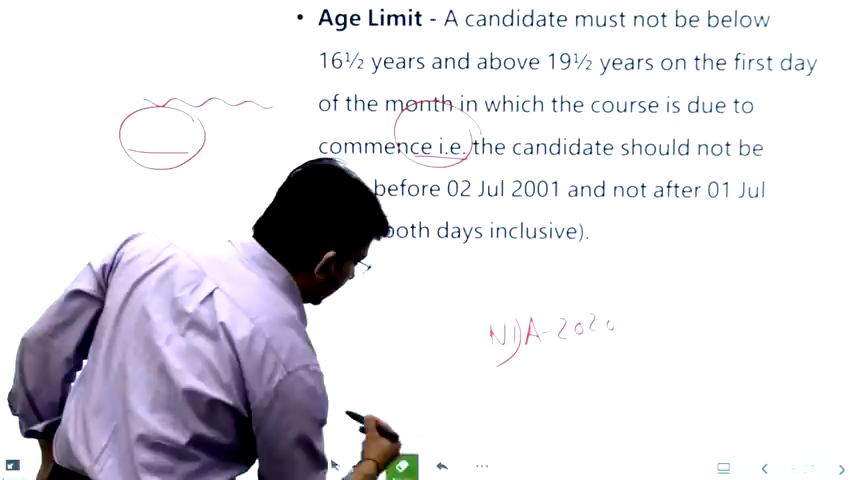 • Age Limit - A candidate must not be below
16½ years and above 19½ years on the first day
of the month in which the course is due to
commence i.e. the candidate should not be
before 02 Jul 2001 and not after 01 Jul
both days inclusive).
NDA-2020